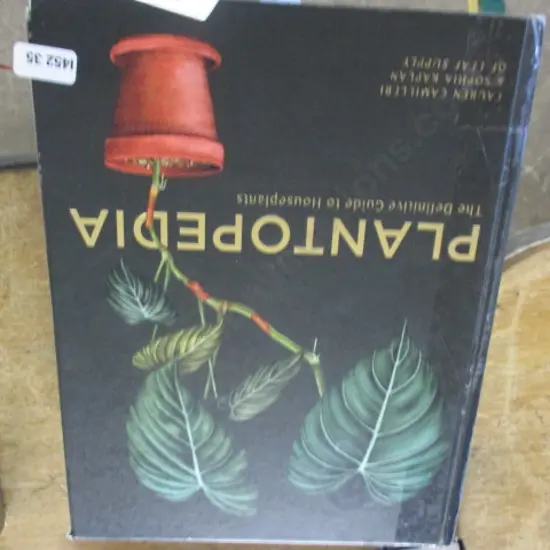 PLANTOPEDIA
The Definitive Guide to Houseplants
LAUREN CAMILLERI
& SOPHIA KAPLAN
OF LEAF SUPPLY
1452 35